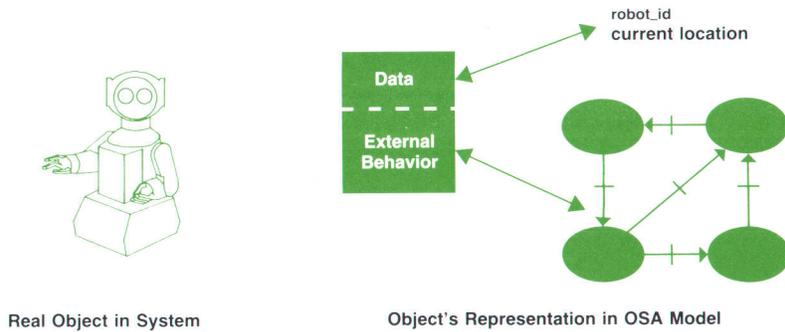 robot_id
current location
Data
External
Behavior
Real Object in System
Object's Representation in OSA Model